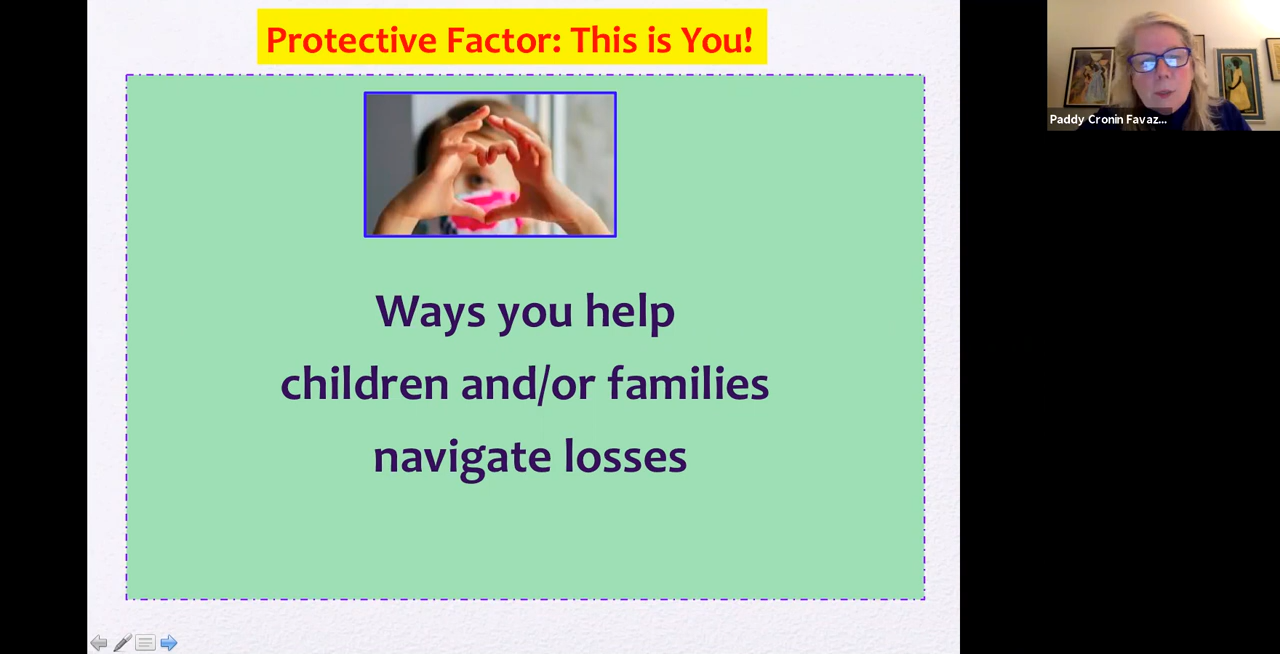 Protective Factor: This is You!
Ways you help
children and/or families
navigate losses
Paddy Cronin Favaz...